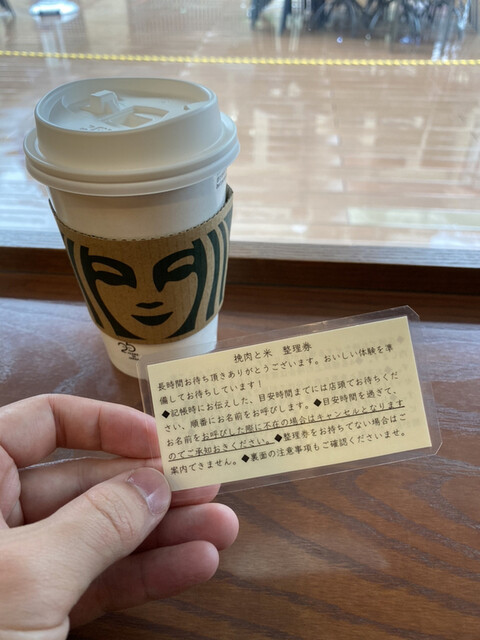 挽肉と米　整理券
長時間お待ち頂きありがとうございます。おいしい体験を準
備してお待ちしています！
◆記帳時にお伝えした、目安時間までには店頭でお待ちくだ
さい、順番にお名前をお呼びします。◆目安時間を過ぎて、
お名前をお呼びした際に不在の場合はキャンセルとなります
のでご承知おきください。◆整理券をお持ちでない場合はご
案内できません。◆裏面の注意事項もご確認くださいませ。